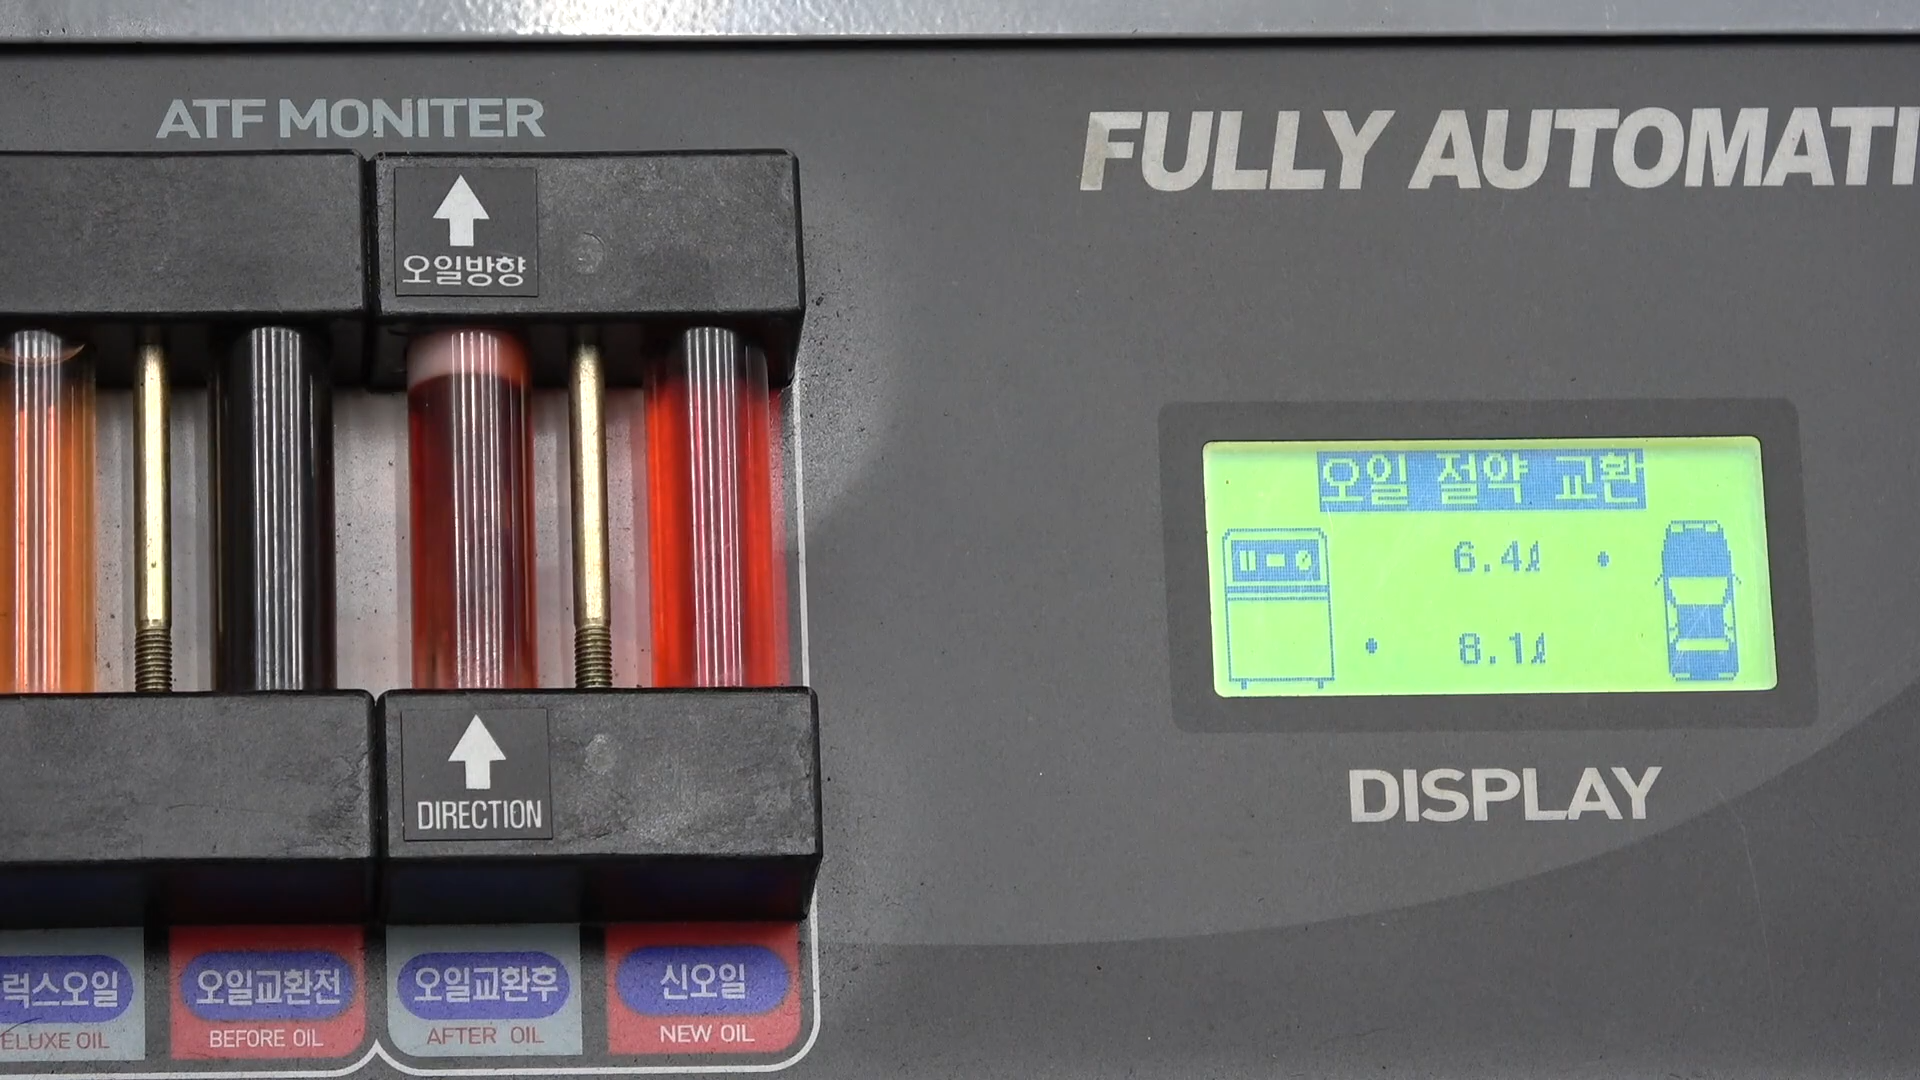 ATF MONITER
FULLY AUTOMATI
오일방향
오일 절약 교환
6.4ℓ
8.1ℓ
DIRECTION
DISPLAY
럭스오일
ELUXE OIL
오일교환전
BEFORE OIL
오일교환후
AFTER OIL
신오일
NEW OIL